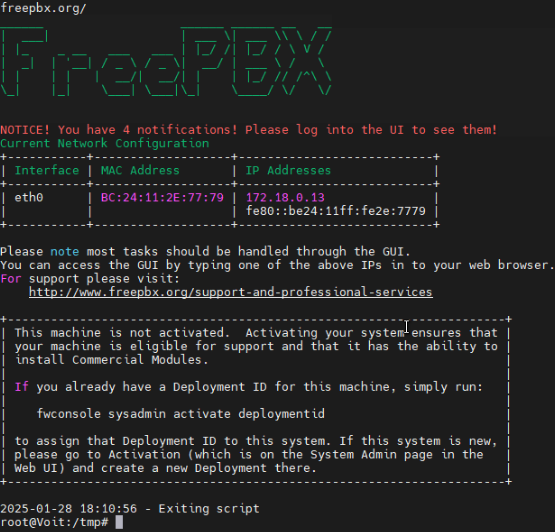 freepbx.org/
FreePBX
NOTICE! You have 4 notifications! Please log into the UI to see them!
Current Network Configuration
| Interface | MAC Address | IP Addresses |
| eth0 | BC:24:11:2E:77:79 | 172.18.0.13 |
| | | fe80::be24:11ff:fe2e:7779 |
Please note most tasks should be handled through the GUI.
You can access the GUI by typing one of the above IPs in to your web browser.
For support please visit:
http://www.freepbx.org/support-and-professional-services
This machine is not activated.  Activating your system ensures that
your machine is eligible for support and that it has the ability to
install Commercial Modules.
If you already have a Deployment ID for this machine, simply run:
fwconsole sysadmin activate deploymentid
to assign that Deployment ID to this system. If this system is new,
please go to Activation (which is on the System Admin page in the
Web UI) and create a new Deployment there.
2025-01-28 18:10:56 - Exiting script
root@Voit:/tmp#